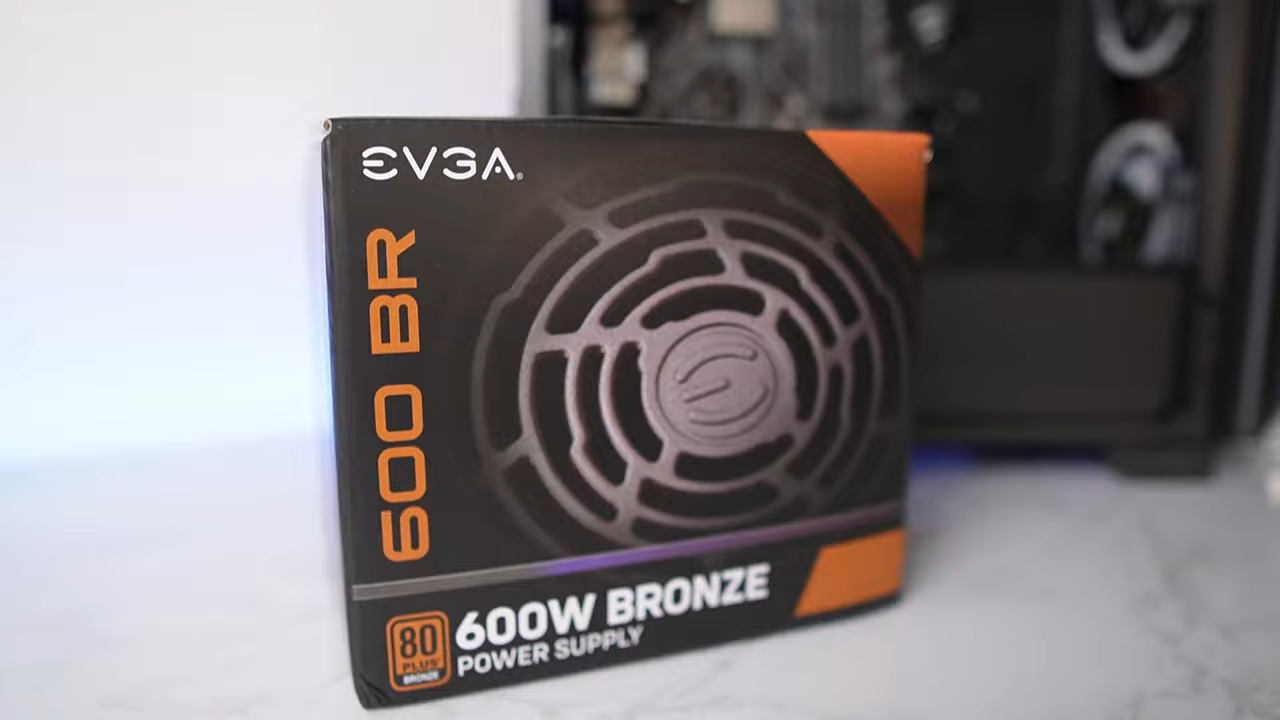 EVGA®
600 BR
80
PLUS®
BRONZE
600W BRONZE
POWER SUPPLY